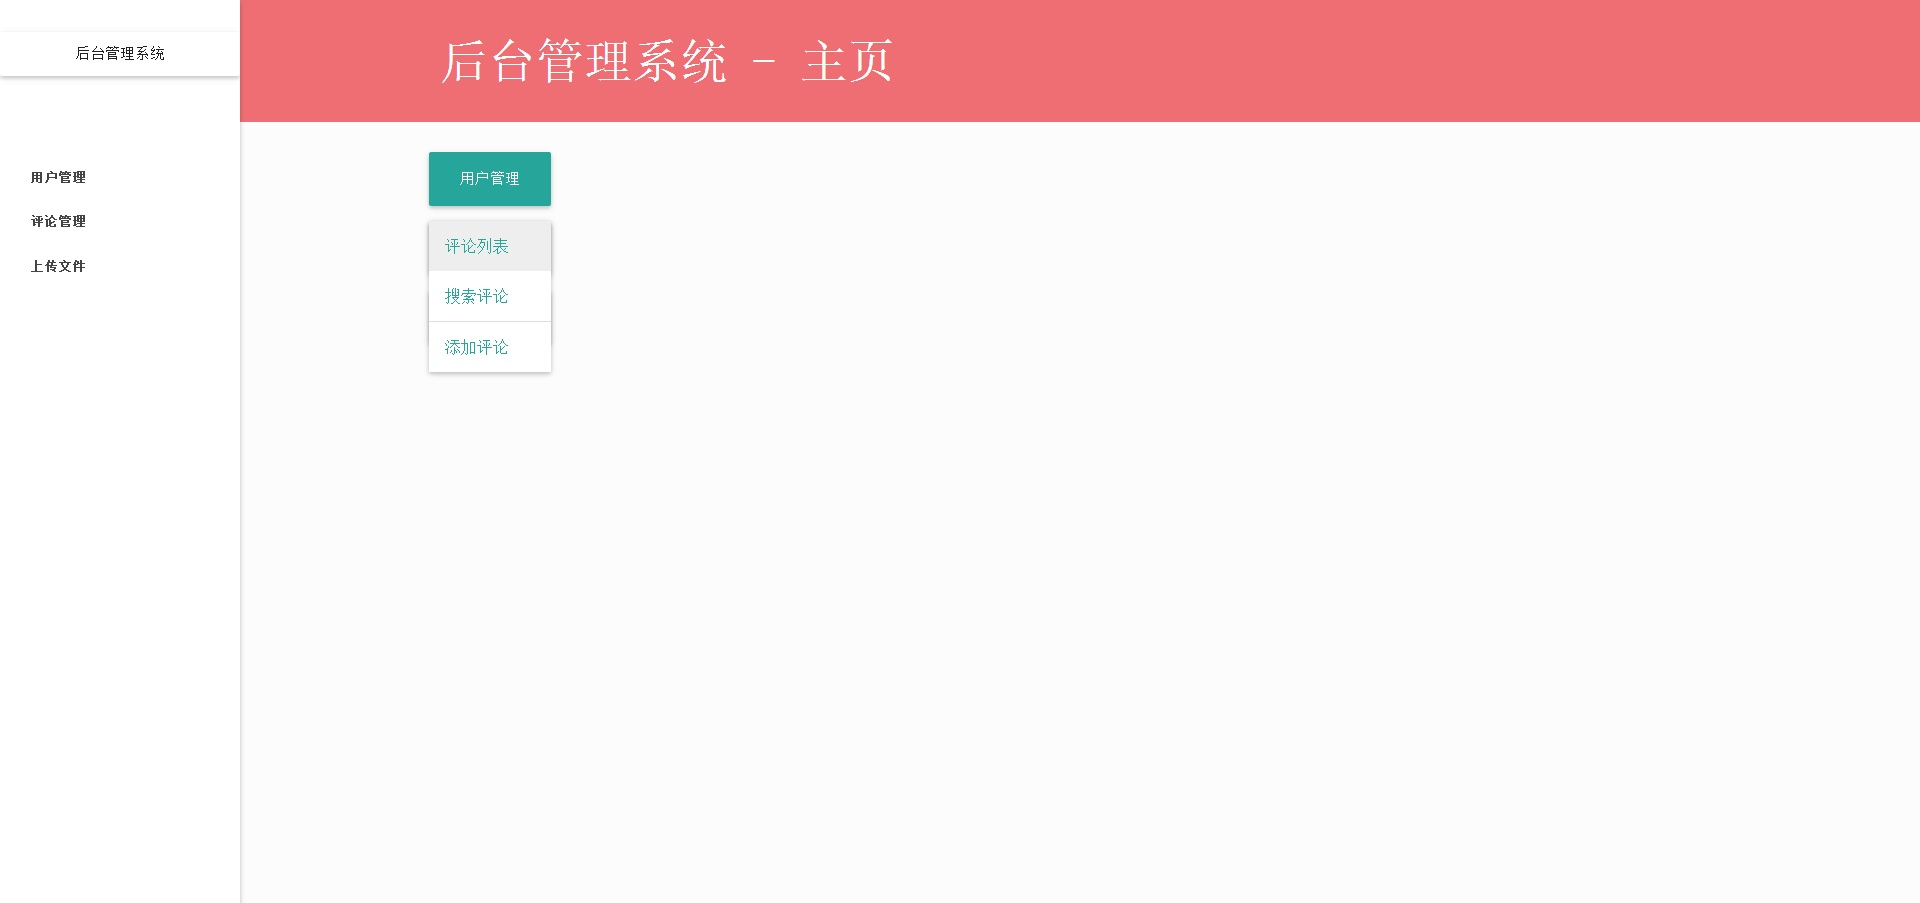 后台管理系统
用户管理
评论管理
上传文件
后台管理系统 - 主页
用户管理
评论列表
搜索评论
添加评论